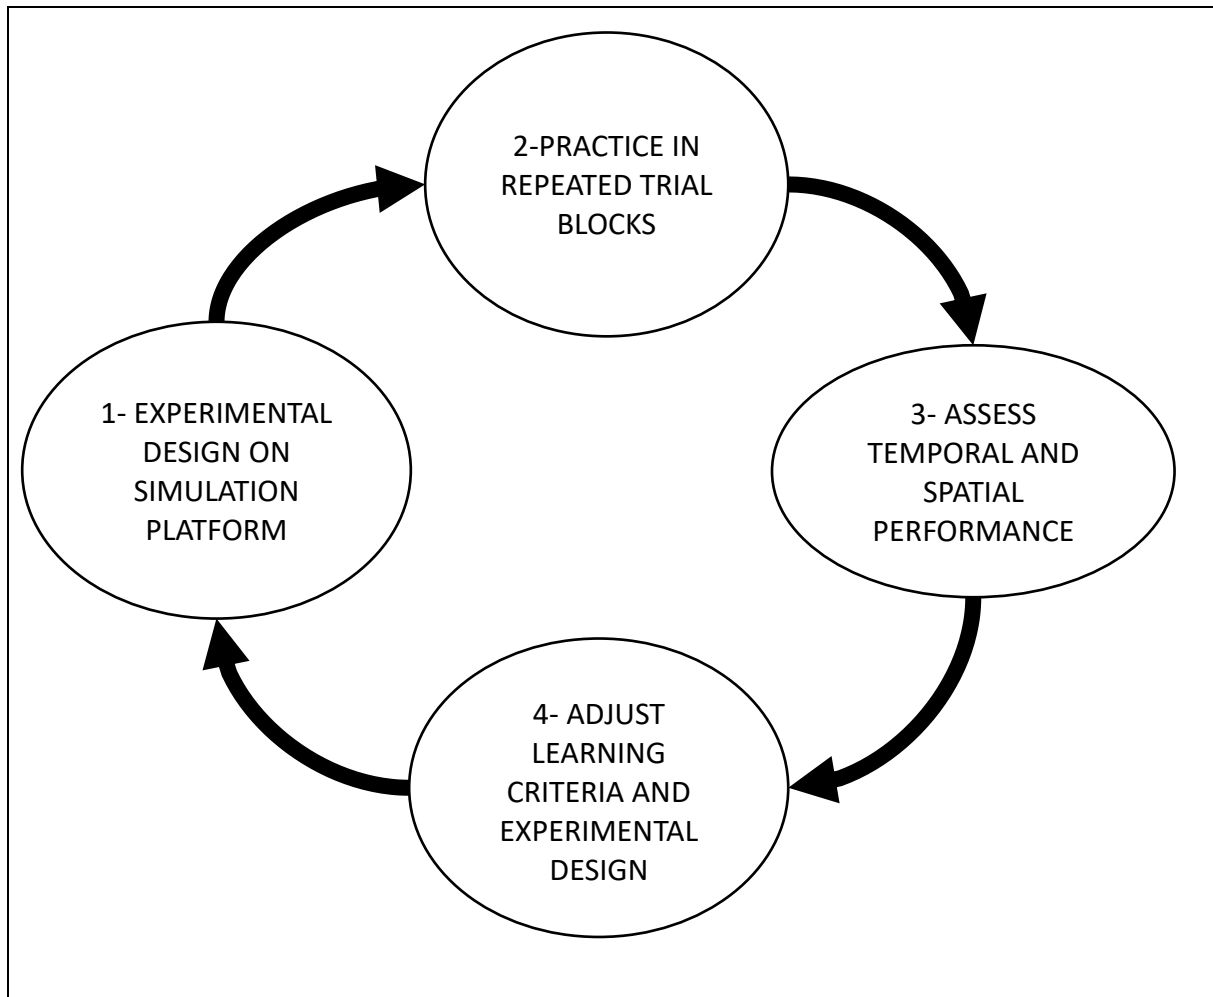 2-PRACTICE IN
REPEATED TRIAL
BLOCKS
1- EXPERIMENTAL
DESIGN ON
SIMULATION
PLATFORM
3- ASSESS
TEMPORAL AND
SPATIAL
PERFORMANCE
4- ADJUST
LEARNING
CRITERIA AND
EXPERIMENTAL
DESIGN